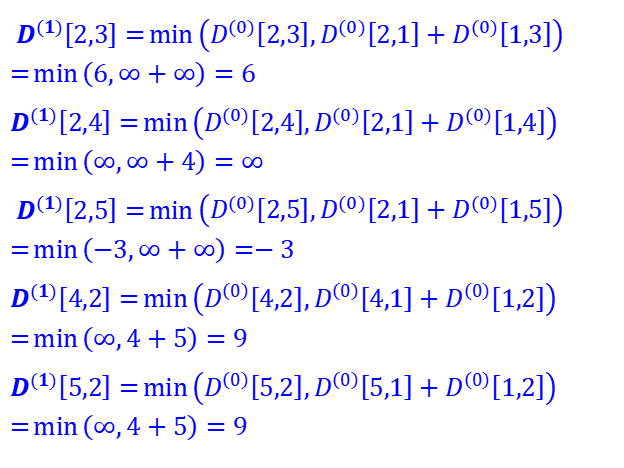 D⁽¹⁾[2,3] = min (D⁽⁰⁾[2,3], D⁽⁰⁾[2,1] + D⁽⁰⁾[1,3])
= min (6, ∞ + ∞) = 6
D⁽¹⁾[2,4] = min (D⁽⁰⁾[2,4], D⁽⁰⁾[2,1] + D⁽⁰⁾[1,4])
= min (∞, ∞ + 4) = ∞
D⁽¹⁾[2,5] = min (D⁽⁰⁾[2,5], D⁽⁰⁾[2,1] + D⁽⁰⁾[1,5])
= min (−3, ∞ + ∞) =− 3
D⁽¹⁾[4,2] = min (D⁽⁰⁾[4,2], D⁽⁰⁾[4,1] + D⁽⁰⁾[1,2])
= min (∞, 4 + 5) = 9
D⁽¹⁾[5,2] = min (D⁽⁰⁾[5,2], D⁽⁰⁾[5,1] + D⁽⁰⁾[1,2])
= min (∞, 4 + 5) = 9